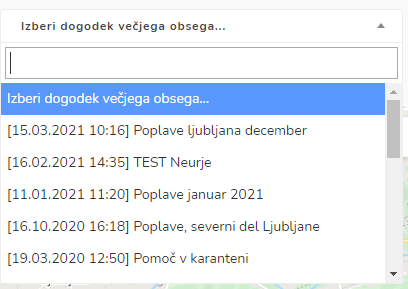 Izberi dogodek večjega obsega...
Izberi dogodek večjega obsega...
[15.03.2021 10:16] Poplave ljubljana december
[16.02.2021 14:35] TEST Neurje
[11.01.2021 11:20] Poplave januar 2021
[16.10.2020 16:18] Poplave, severni del Ljubljane
[19.03.2020 12:50] Pomoč v karanteni